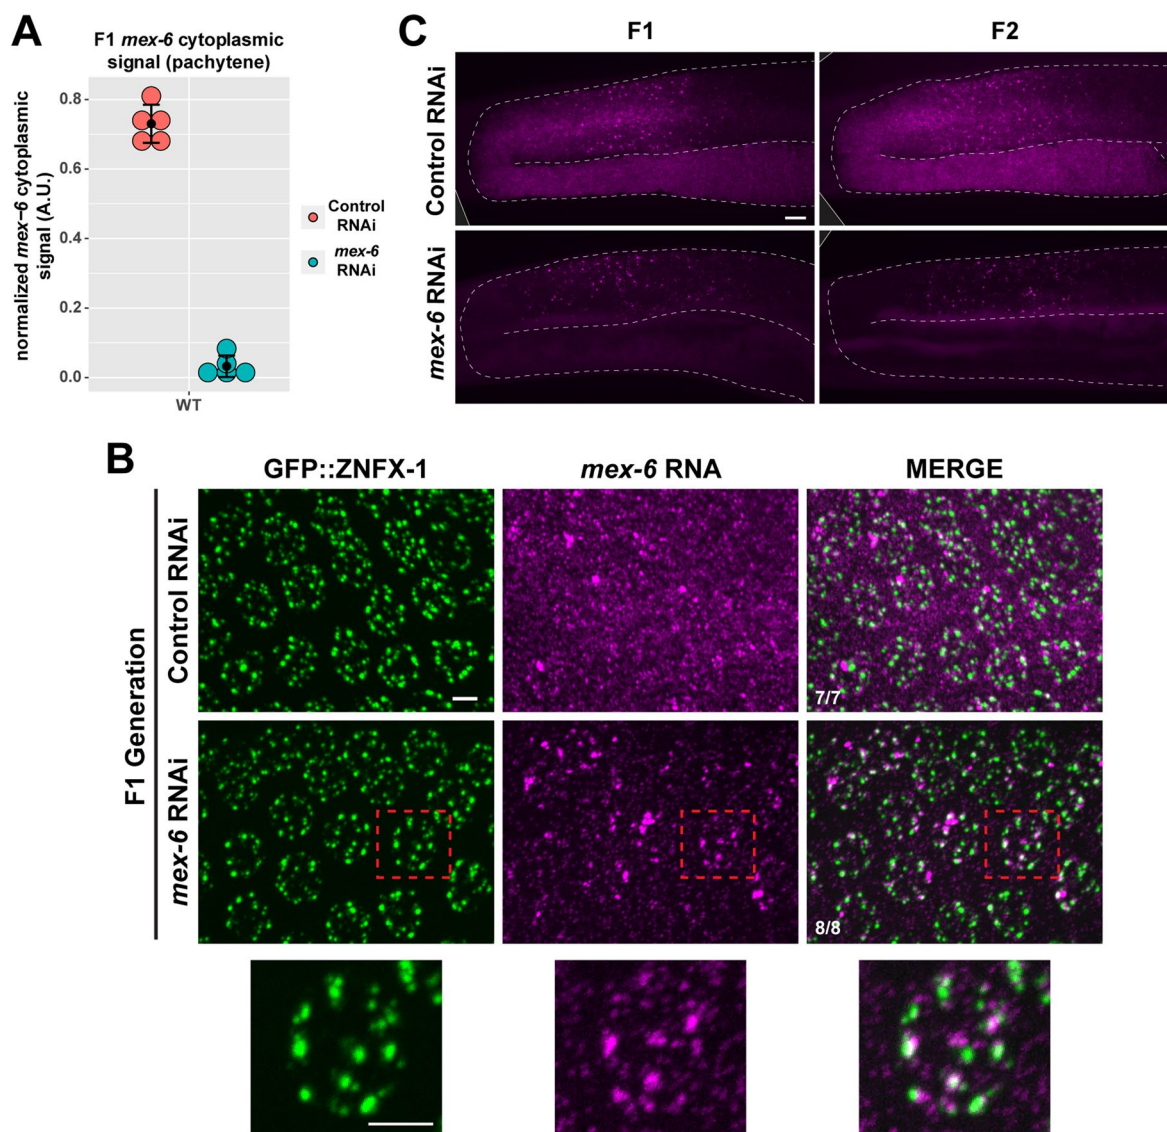 A
F1 mex-6 cytoplasmic
signal (pachytene)
normalized mex−6 cytoplasmic
signal (A.U.)
0.8
0.6
0.4
0.2
0.0
WT
Control
RNAi
mex-6
RNAi
C
F1
F2
Control RNAi
mex-6 RNAi
B
GFP::ZNFX-1
mex-6 RNA
MERGE
F1 Generation
Control RNAi
7/7
mex-6 RNAi
8/8